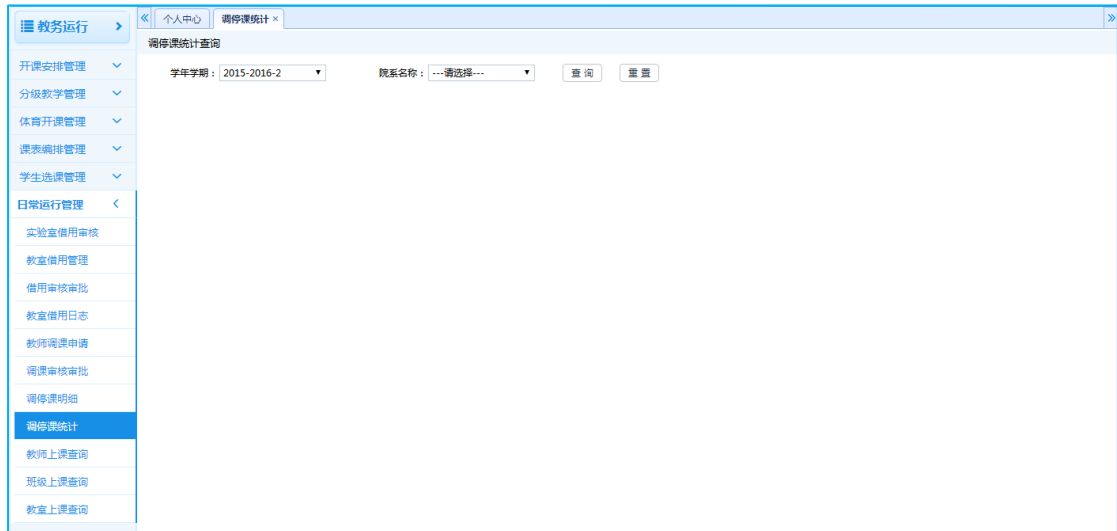 教务运行
个人中心 调停课统计 ×
调停课统计查询
学年学期： 2015-2016-2 院系名称： ---请选择--- 查 询 重 置
开课安排管理
分级教学管理
体育开课管理
课表编排管理
学生选课管理
日常运行管理
实验室借用审核
教室借用管理
借用审核审批
教室借用日志
教师调课申请
调课审核审批
调停课明细
调停课统计
教师上课查询
班级上课查询
教室上课查询